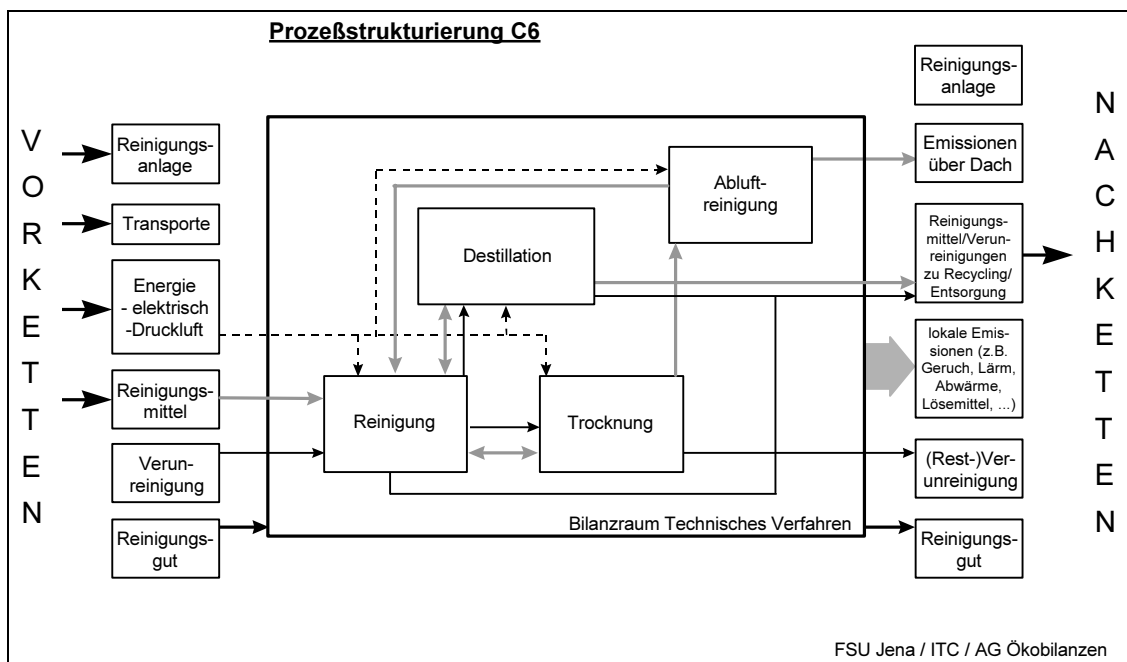 Prozeßstrukturierung C6
VORKETTEN
Reinigungs-
anlage
Transporte
Energie
- elektrisch
-Druckluft
Reinigungs-
mittel
Verun-
reinigung
Reinigungs-
gut
Abluft-
reinigung
Destillation
Reinigung
Trocknung
Bilanzraum Technisches Verfahren
Reinigungs-
anlage
Emissionen
über Dach
Reinigungs-
mittel/Verun-
reinigungen
zu Recycling/
Entsorgung
lokale Emis-
sionen (z.B.
Geruch, Lärm,
Abwärme,
Lösemittel, ...)
(Rest-)Ver-
unreinigung
Reinigungs-
gut
NACHKETTEN
FSU Jena / ITC / AG Ökobilanzen